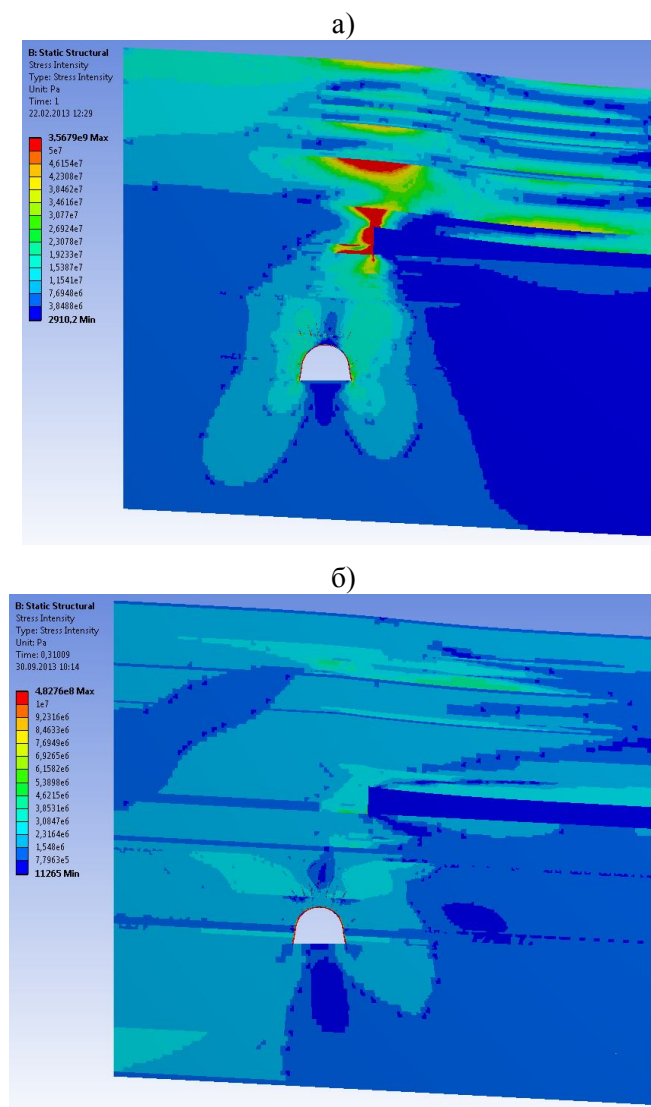 а)
B: Static Structural
Stress Intensity
Type: Stress Intensity
Unit: Pa
Time: 1
22.02.2013 12:29
3,5679e9 Max
5e7
4,6154e7
4,2308e7
3,8462e7
3,4616e7
3,077e7
2,6924e7
2,3078e7
1,9233e7
1,5387e7
1,1541e7
7,6948e6
3,8488e6
2910,2 Min
б)
B: Static Structural
Stress Intensity
Type: Stress Intensity
Unit: Pa
Time: 0,31009
30.09.2013 10:14
4,8276e8 Max
1e7
9,2316e6
8,4633e6
7,6949e6
6,9265e6
6,1582e6
5,3898e6
4,6215e6
3,8531e6
3,0847e6
2,3164e6
1,548e6
7,7963e5
11265 Min